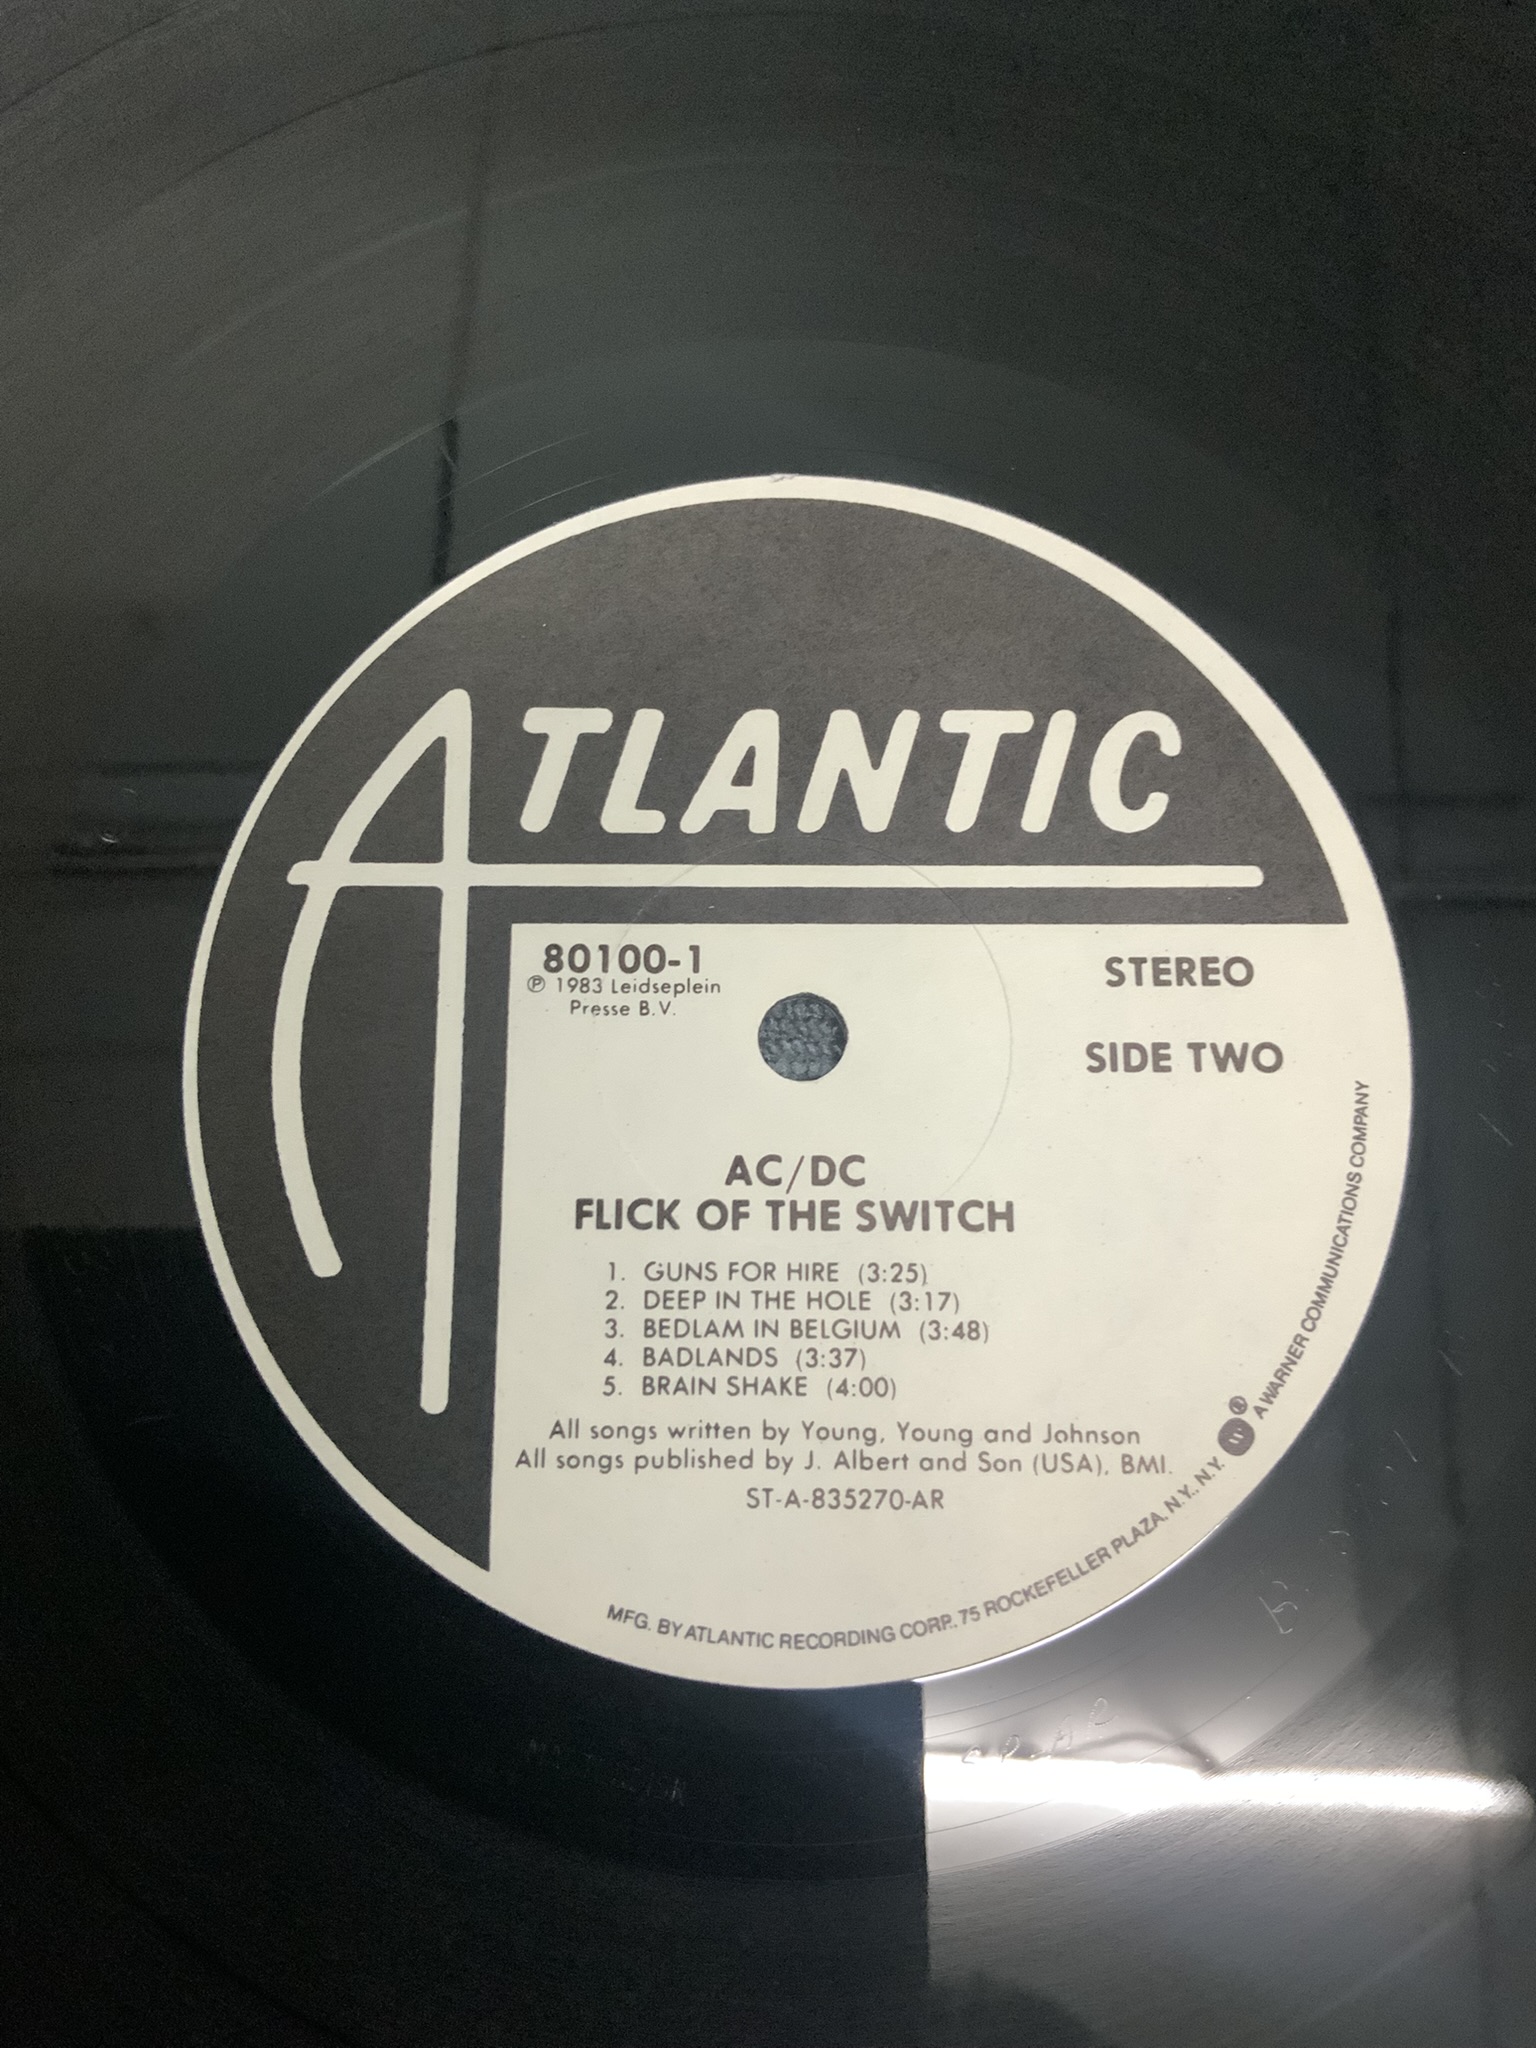 ATLANTIC
80100-1
℗ 1983 Leidseplein
Presse B.V.
STEREO
SIDE TWO
AC/DC
FLICK OF THE SWITCH
1. GUNS FOR HIRE (3:25)
2. DEEP IN THE HOLE (3:17)
3. BEDLAM IN BELGIUM (3:48)
4. BADLANDS (3:37)
5. BRAIN SHAKE (4:00)
All songs written by Young, Young and Johnson
All songs published by J. Albert and Son (USA), BMI.
ST-A-835270-AR
MFG. BY ATLANTIC RECORDING CORP., 75 ROCKEFELLER PLAZA, N.Y., N.Y. ® A WARNER COMMUNICATIONS COMPANY